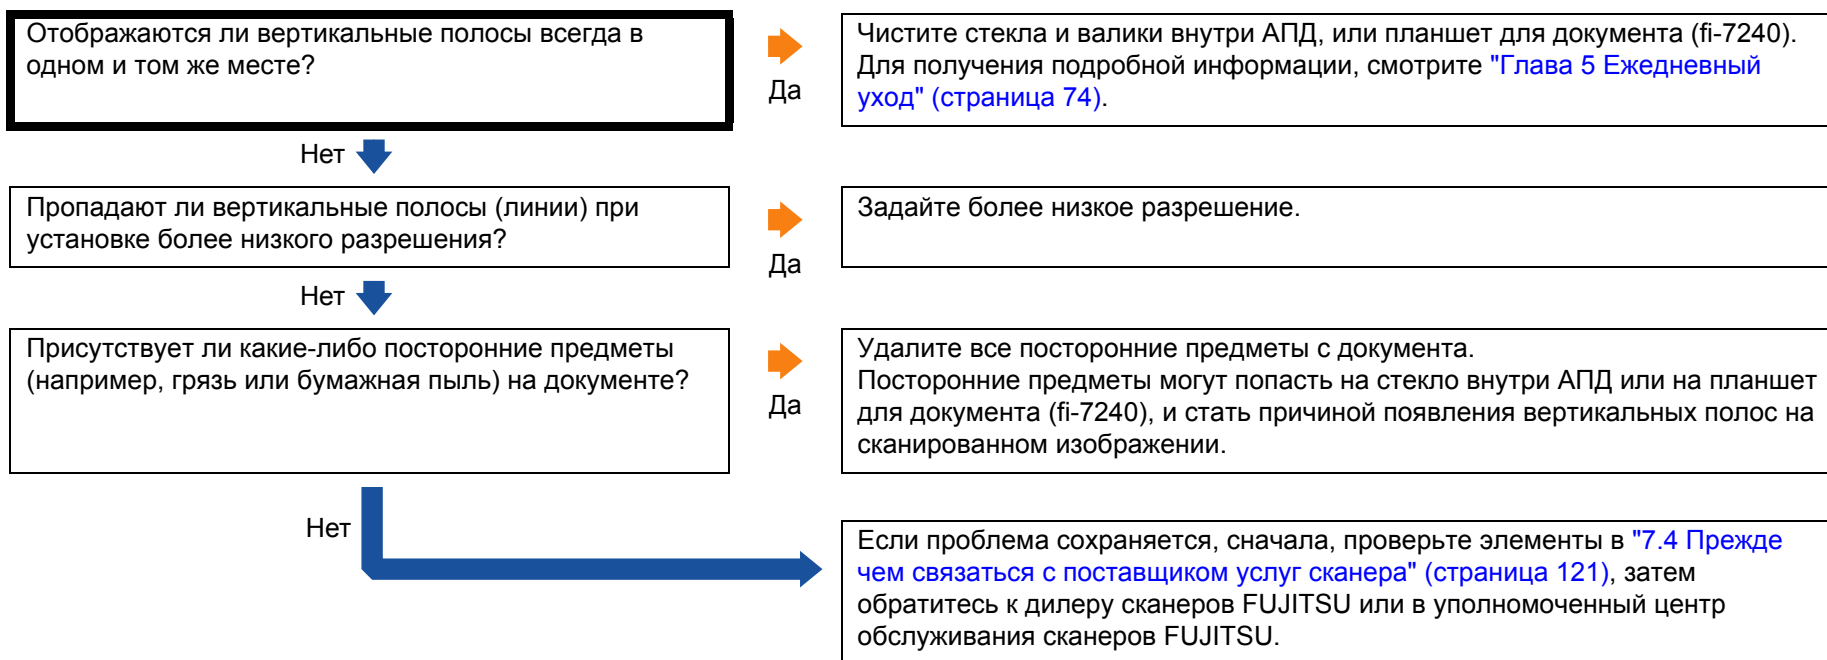 Отображаются ли вертикальные полосы всегда в
одном и том же месте?
Да
Чистите стекла и валики внутри АПД, или планшет для документа (fi-7240).
Для получения подробной информации, смотрите "Глава 5 Ежедневный
уход" (страница 74).
Нет
Пропадают ли вертикальные полосы (линии) при
установке более низкого разрешения?
Да
Задайте более низкое разрешение.
Нет
Присутствует ли какие-либо посторонние предметы
(например, грязь или бумажная пыль) на документе?
Да
Удалите все посторонние предметы с документа.
Посторонние предметы могут попасть на стекло внутри АПД или на планшет
для документа (fi-7240), и стать причиной появления вертикальных полос на
сканированном изображении.
Нет
Если проблема сохраняется, сначала, проверьте элементы в "7.4 Прежде
чем связаться с поставщиком услуг сканера" (страница 121), затем
обратитесь к дилеру сканеров FUJITSU или в уполномоченный центр
обслуживания сканеров FUJITSU.